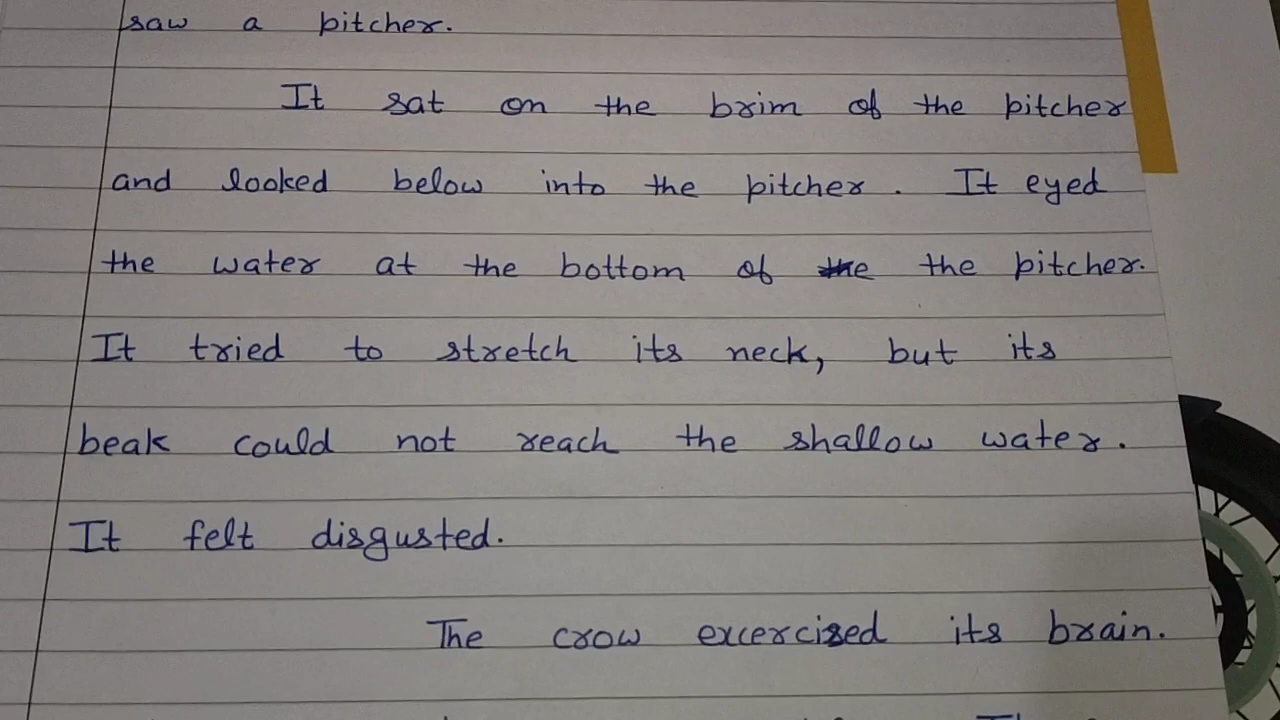 saw a pitcher.
It sat on the brim of the pitcher
and looked below into the pitcher. It eyed
the water at the bottom of the the pitcher.
It tried to stretch its neck, but its
beak could not reach the shallow water.
It felt disgusted.
The crow excercised its brain.